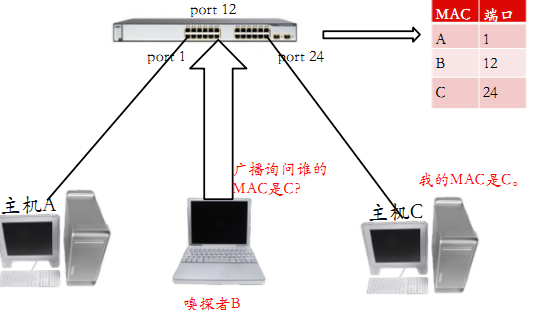 port 12
MAC 端口
A 1
B 12
C 24
port 1
port 24
广播询问谁的
MAC是C?
我的MAC是C。
主机A
主机C
嗅探者B